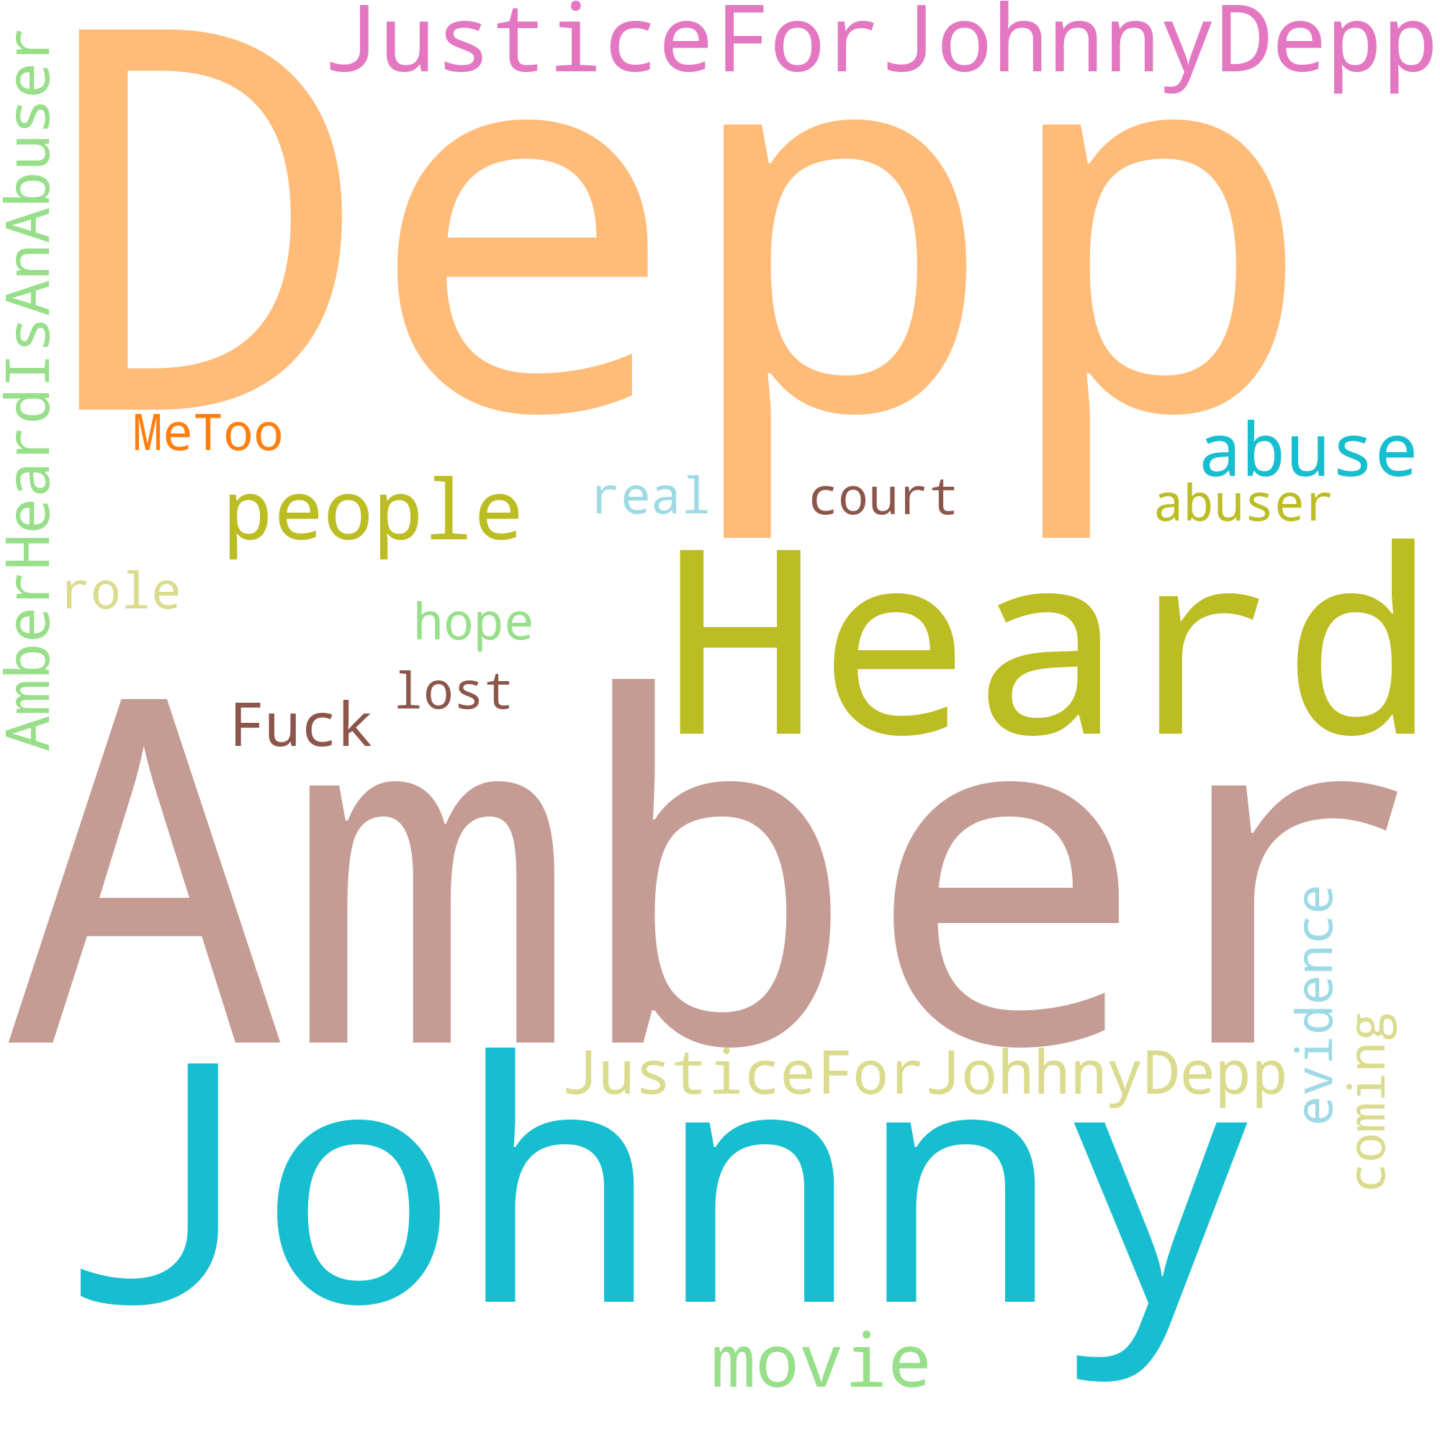 JusticeForJohnnyDepp
AmberHeardIsAnAbuser
Depp
MeToo
abuse
people
real
court
abuser
role
hope
Heard
lost
Fuck
Amber
evidence
coming
JusticeForJohhnyDepp
Johnny
movie